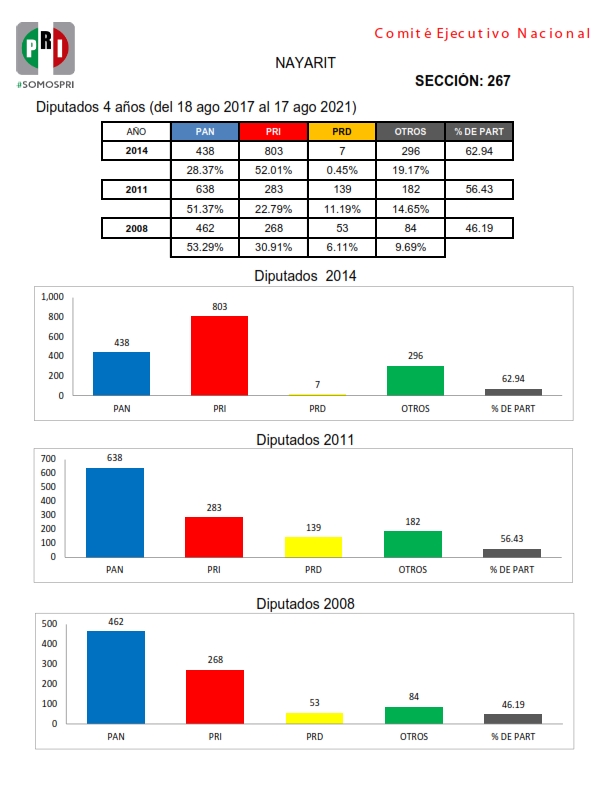 Comité Ejecutivo Nacional
PRI
#SOMOSPRI
NAYARIT
SECCIÓN: 267
Diputados 4 años (del 18 ago 2017 al 17 ago 2021)
AÑO PAN PRI PRD OTROS % DE PART
2014 438 803 7 296 62.94
28.37% 52.01% 0.45% 19.17%
2011 638 283 139 182 56.43
51.37% 22.79% 11.19% 14.65%
2008 462 268 53 84 46.19
53.29% 30.91% 6.11% 9.69%
Diputados 2014
1,000
800
600
400
200
0
438
803
7
296
62.94
PAN PRI PRD OTROS % DE PART
Diputados 2011
700
600
500
400
300
200
100
0
638
283
139
182
56.43
PAN PRI PRD OTROS % DE PART
Diputados 2008
500
400
300
200
100
0
462
268
53
84
46.19
PAN PRI PRD OTROS % DE PART